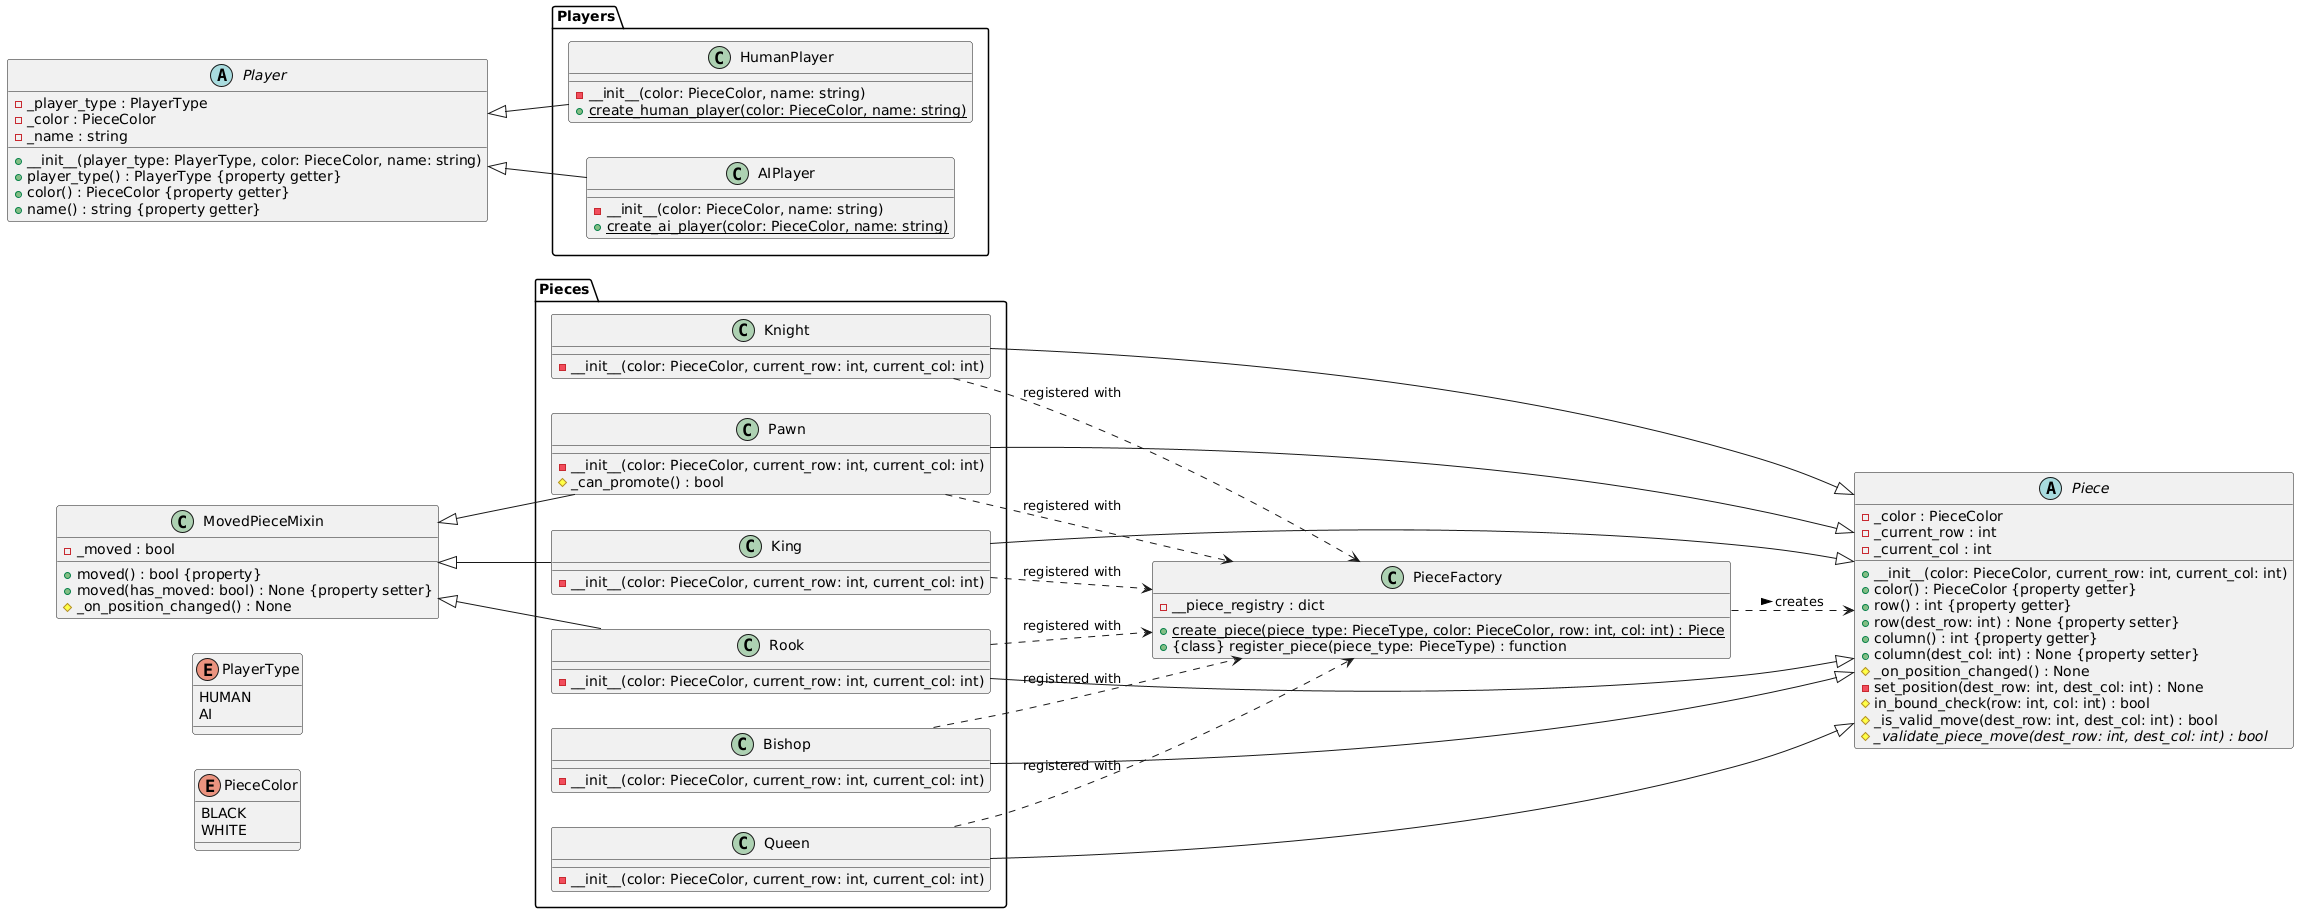 Players
A Player
_player_type : PlayerType
_color : PieceColor
_name : string
__init__(player_type: PlayerType, color: PieceColor, name: string)
player_type() : PlayerType {property getter}
color() : PieceColor {property getter}
name() : string {property getter}
C HumanPlayer
__init__(color: PieceColor, name: string)
create_human_player(color: PieceColor, name: string)
C AIPlayer
__init__(color: PieceColor, name: string)
create_ai_player(color: PieceColor, name: string)
Pieces
C Knight
__init__(color: PieceColor, current_row: int, current_col: int)
C Pawn
__init__(color: PieceColor, current_row: int, current_col: int)
_can_promote() : bool
C King
__init__(color: PieceColor, current_row: int, current_col: int)
C Rook
__init__(color: PieceColor, current_row: int, current_col: int)
C Bishop
__init__(color: PieceColor, current_row: int, current_col: int)
C Queen
__init__(color: PieceColor, current_row: int, current_col: int)
C MovedPieceMixin
_moved : bool
moved() : bool {property}
moved(has_moved: bool) : None {property setter}
_on_position_changed() : None
E PlayerType
HUMAN
AI
E PieceColor
BLACK
WHITE
registered with
registered with
registered with
registered with
registered with
registered with
C PieceFactory
__piece_registry : dict
create_piece(piece_type: PieceType, color: PieceColor, row: int, col: int) : Piece
{class} register_piece(piece_type: PieceType) : function
creates
A Piece
_color : PieceColor
_current_row : int
_current_col : int
__init__(color: PieceColor, current_row: int, current_col: int)
color() : PieceColor {property getter}
row() : int {property getter}
row(dest_row: int) : None {property setter}
column() : int {property getter}
column(dest_col: int) : None {property setter}
_on_position_changed() : None
set_position(dest_row: int, dest_col: int) : None
in_bound_check(row: int, col: int) : bool
_is_valid_move(dest_row: int, dest_col: int) : bool
_validate_piece_move(dest_row: int, dest_col: int) : bool